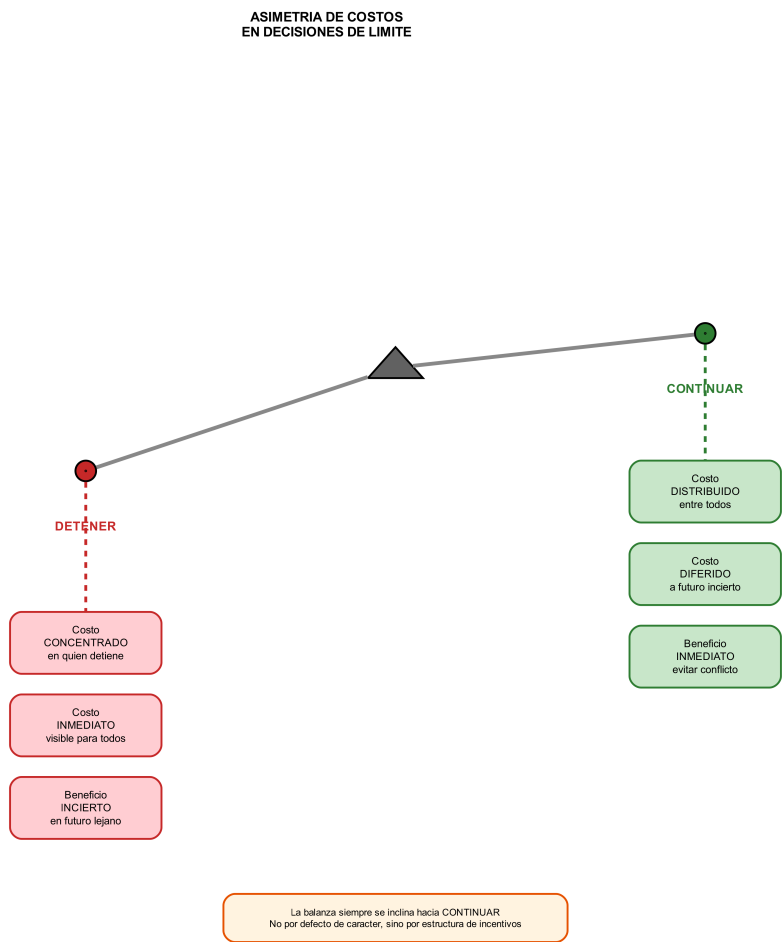 ASIMETRIA DE COSTOS
EN DECISIONES DE LIMITE
CONTINUAR
Costo
DISTRIBUIDO
entre todos
Costo
DIFERIDO
a futuro incierto
Beneficio
INMEDIATO
evitar conflicto
DETENER
Costo
CONCENTRADO
en quien detiene
Costo
INMEDIATO
visible para todos
Beneficio
INCIERTO
en futuro lejano
La balanza siempre se inclina hacia CONTINUAR
No por defecto de caracter, sino por estructura de incentivos